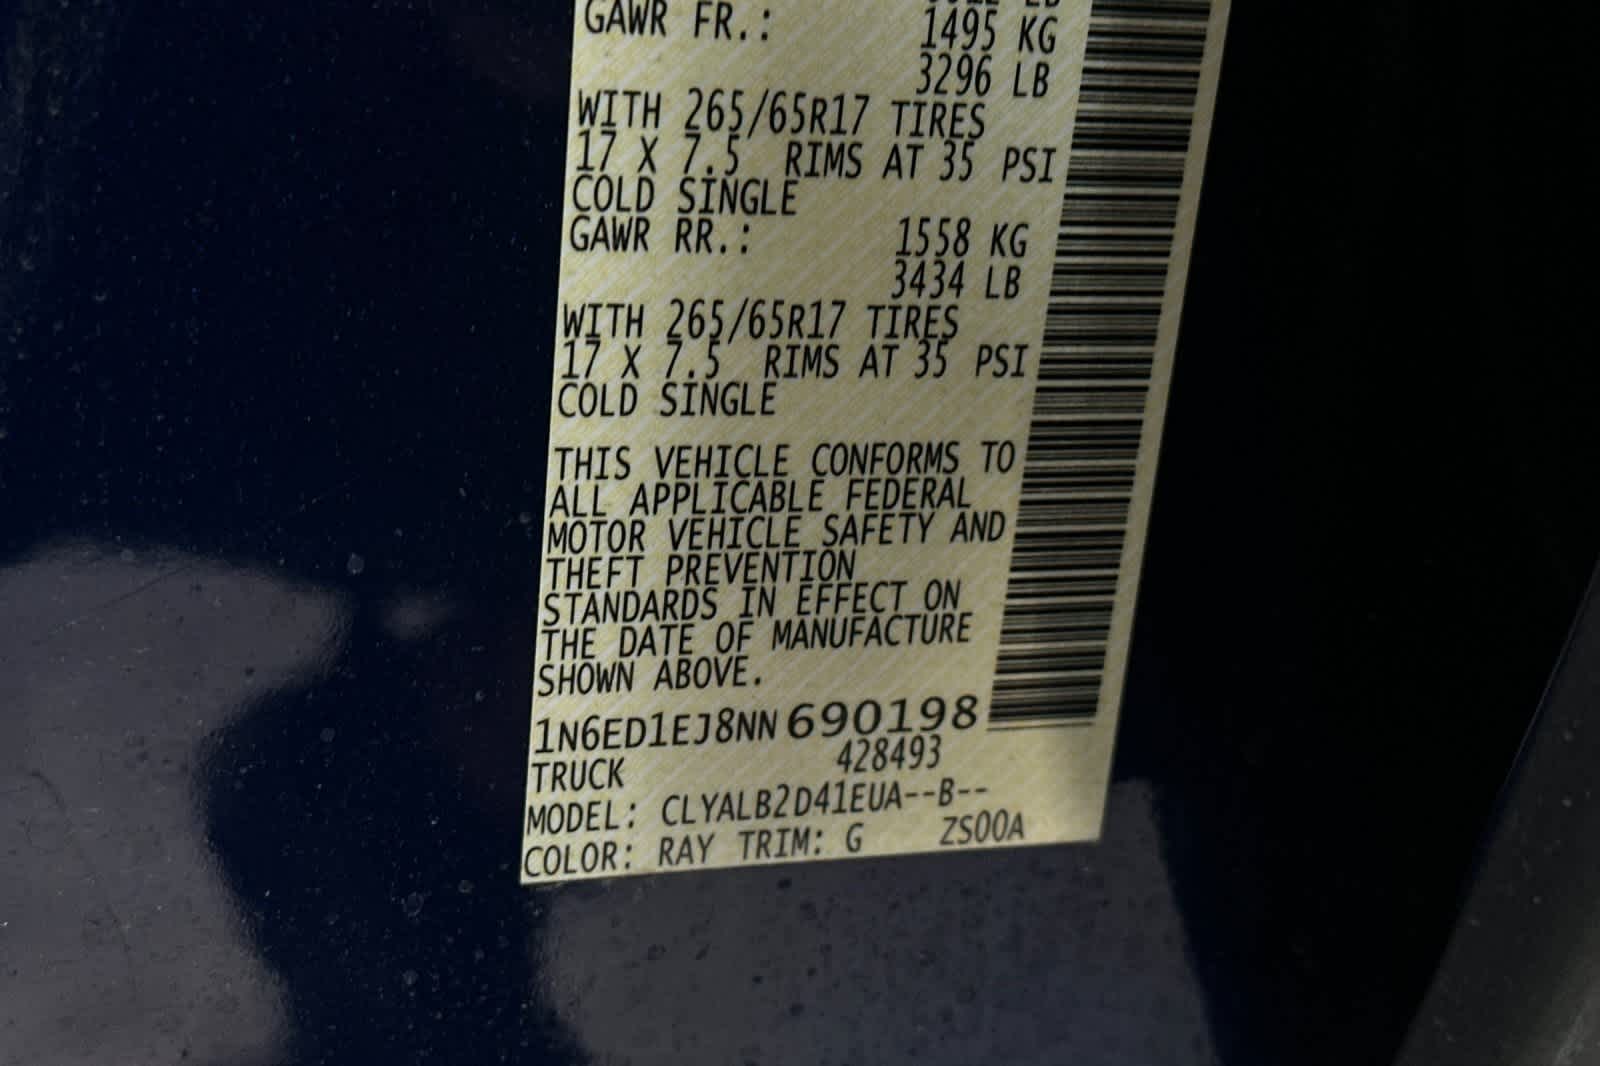 GAWR FR.:
1495 KG
3296 LB
WITH 265/65R17 TIRES
17 X 7.5 RIMS AT 35 PSI
COLD SINGLE
GAWR RR.: 1558 KG
3434 LB
WITH 265/65R17 TIRES
17 X 7.5 RIMS AT 35 PSI
COLD SINGLE
THIS VEHICLE CONFORMS TO
ALL APPLICABLE FEDERAL
MOTOR VEHICLE SAFETY AND
THEFT PREVENTION
STANDARDS IN EFFECT ON
THE DATE OF MANUFACTURE
SHOWN ABOVE.
1N6ED1EJ8NN690198
TRUCK 428493
MODEL: CLYALB2D41EUA--B--
COLOR: RAY TRIM: G ZS00A